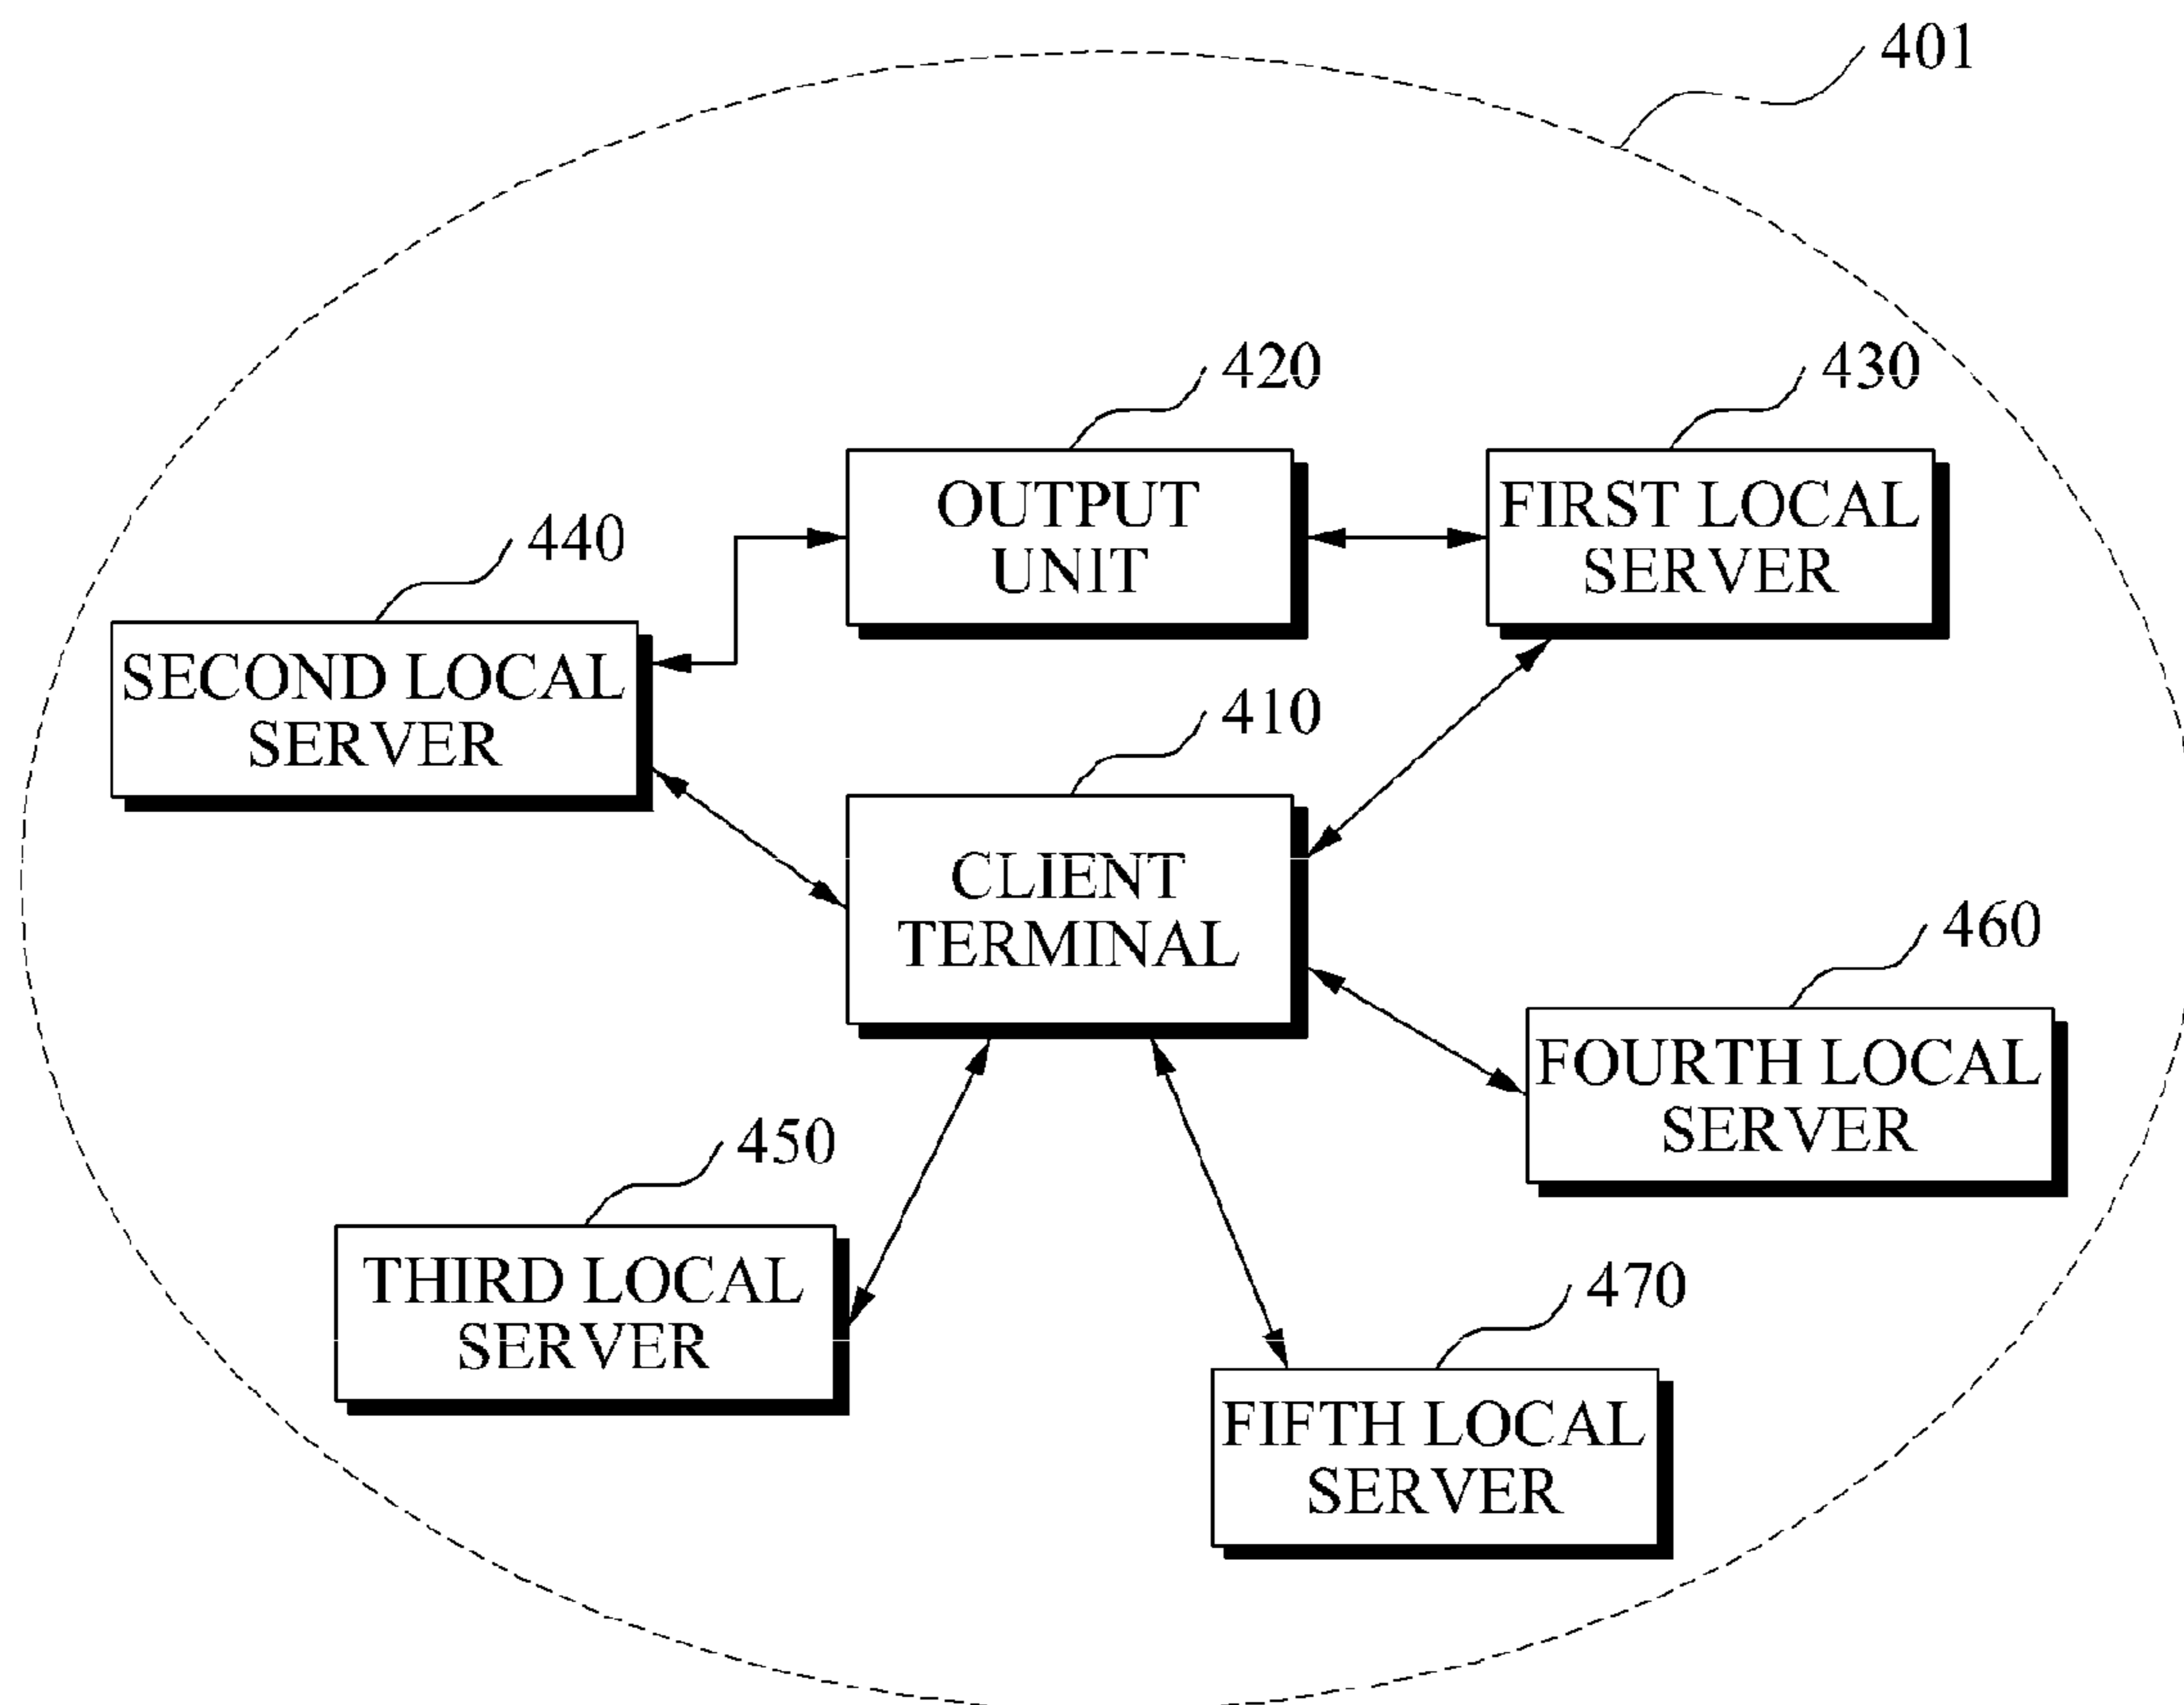 401
420
430
OUTPUT
UNIT
FIRST LOCAL
SERVER
440
SECOND LOCAL
SERVER
410
CLIENT
TERMINAL
460
FOURTH LOCAL
SERVER
450
THIRD LOCAL
SERVER
470
FIFTH LOCAL
SERVER